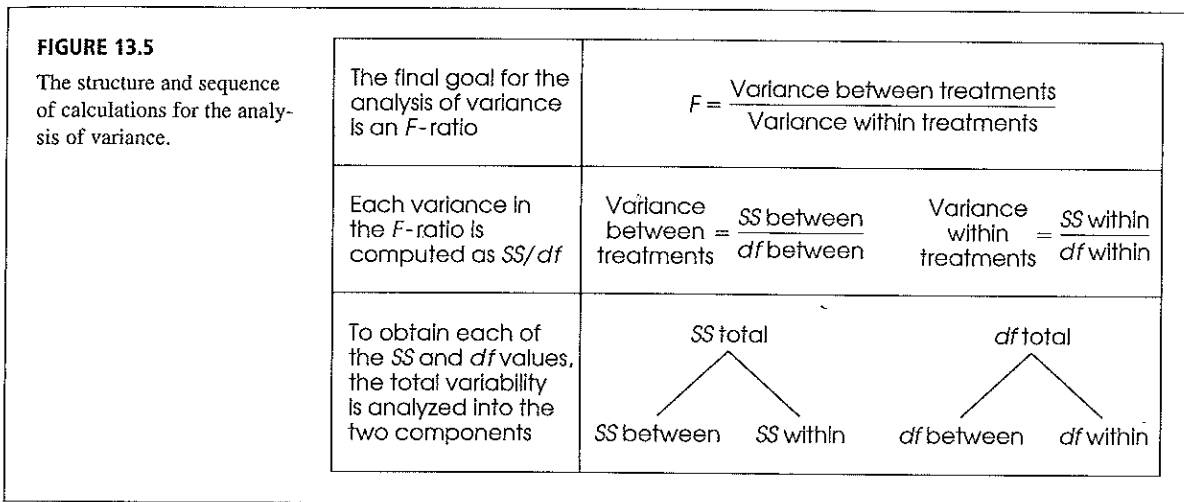 FIGURE 13.5
The structure and sequence
of calculations for the analy-
sis of variance.
The final goal for the
analysis of variance
is an F-ratio
F = Variance between treatments
Variance within treatments
Each variance in
the F-ratio is
computed as SS/df
Variance
between
treatments
= SS between
df between
Variance
within
treatments
= SS within
df within
To obtain each of
the SS and df values,
the total variability
is analyzed into the
two components
SS total
SS between SS within
df total
df between df within